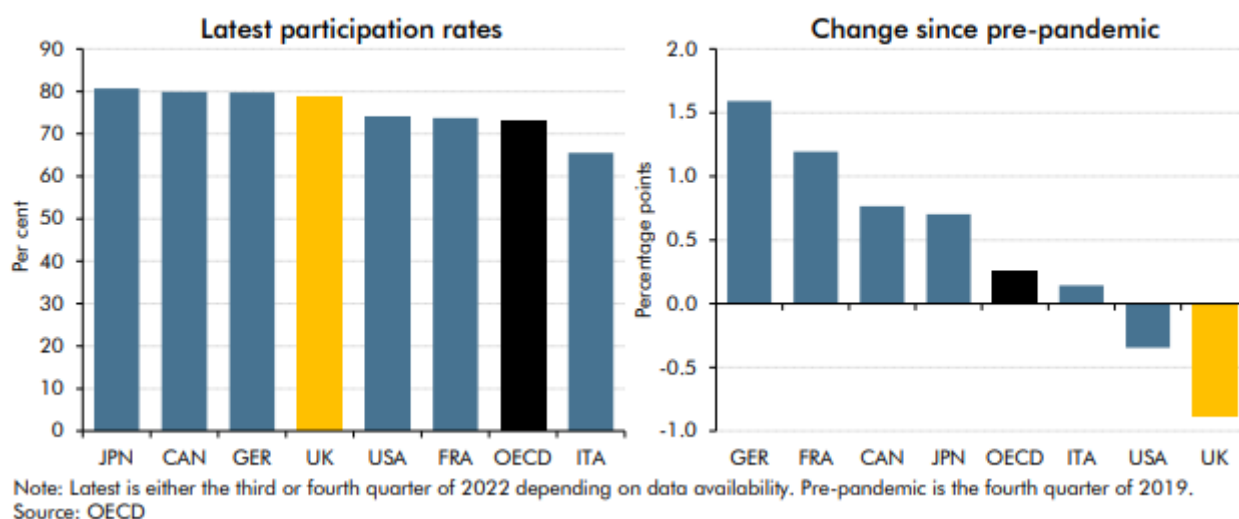 Latest participation rates
Per cent
90
80
70
60
50
40
30
20
10
0
JPN CAN GER UK USA FRA OECD ITA
Change since pre-pandemic
Percentage points
2.0
1.5
1.0
0.5
0.0
-0.5
-1.0
GER FRA CAN JPN OECD ITA USA UK
Note: Latest is either the third or fourth quarter of 2022 depending on data availability. Pre-pandemic is the fourth quarter of 2019.
Source: OECD